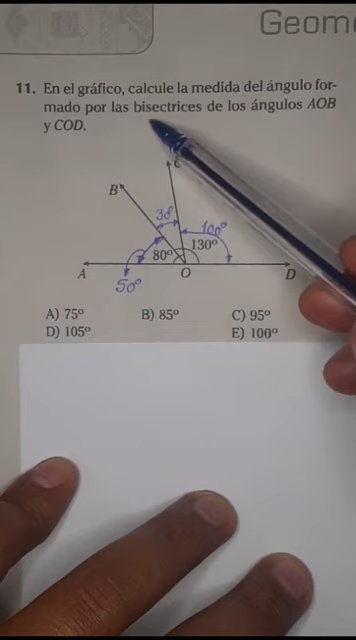 Geom
11. En el gráfico, calcule la medida del ángulo for-
mado por las bisectrices de los ángulos AOB
y COD.
C
B
30°
100°
80°
130°
A
O
D
50°
A) 75°
B) 85°
C) 95°
D) 105°
E) 100°